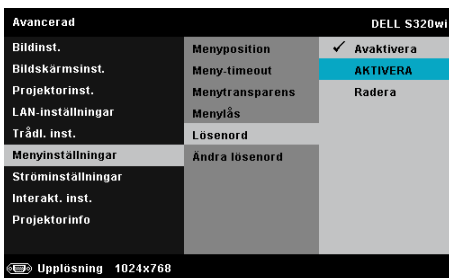 Avancerad DELL S320wi
Bildinst.
Bildskärmsinst.
Projektorinst.
LAN-inställningar
Trådl. inst.
Menyinställningar
Ströminställningar
Interakt. inst.
Projektorinfo
Menyposition
Meny-timeout
Menytransparens
Menylås
Lösenord
Ändra lösenord
✓ Avaktivera
AKTIVERA
Radera
Upplösning 1024x768